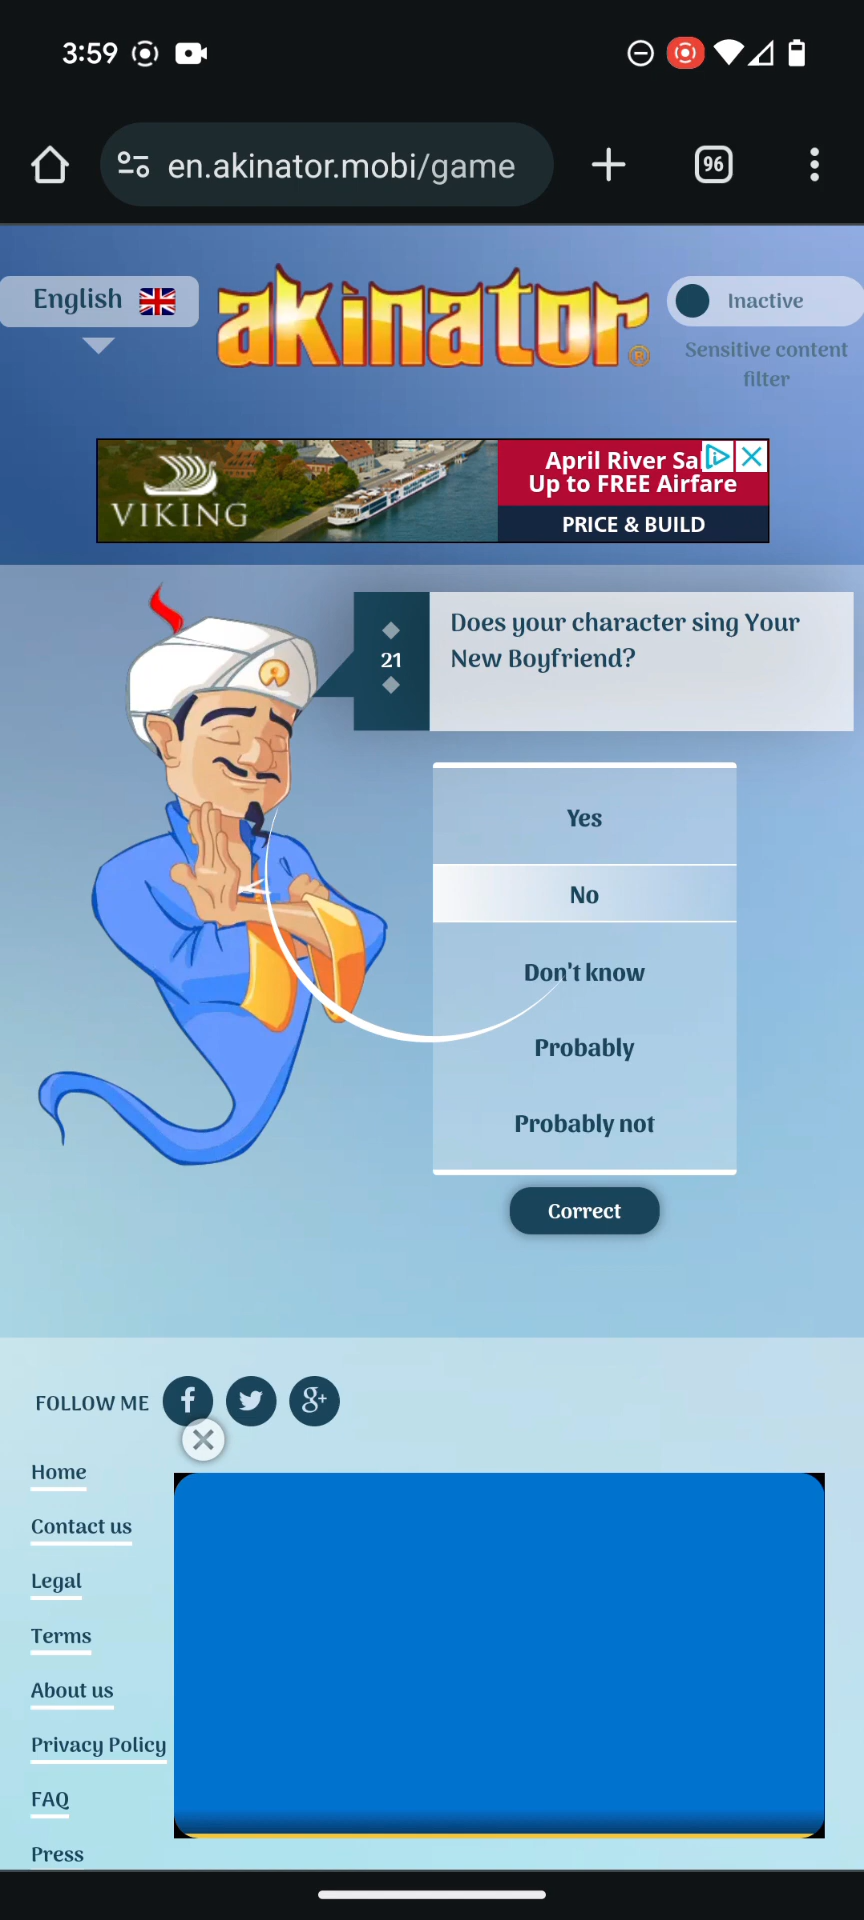 3:59
en.akinator.mobi/game
96
English
akinator®
Inactive
Sensitive content
filter
VIKING
April River Sa
Up to FREE Airfare
PRICE & BUILD
21
Does your character sing Your
New Boyfriend?
Yes
No
Don't know
Probably
Probably not
Correct
FOLLOW ME
Home
Contact us
Legal
Terms
About us
Privacy Policy
FAQ
Press